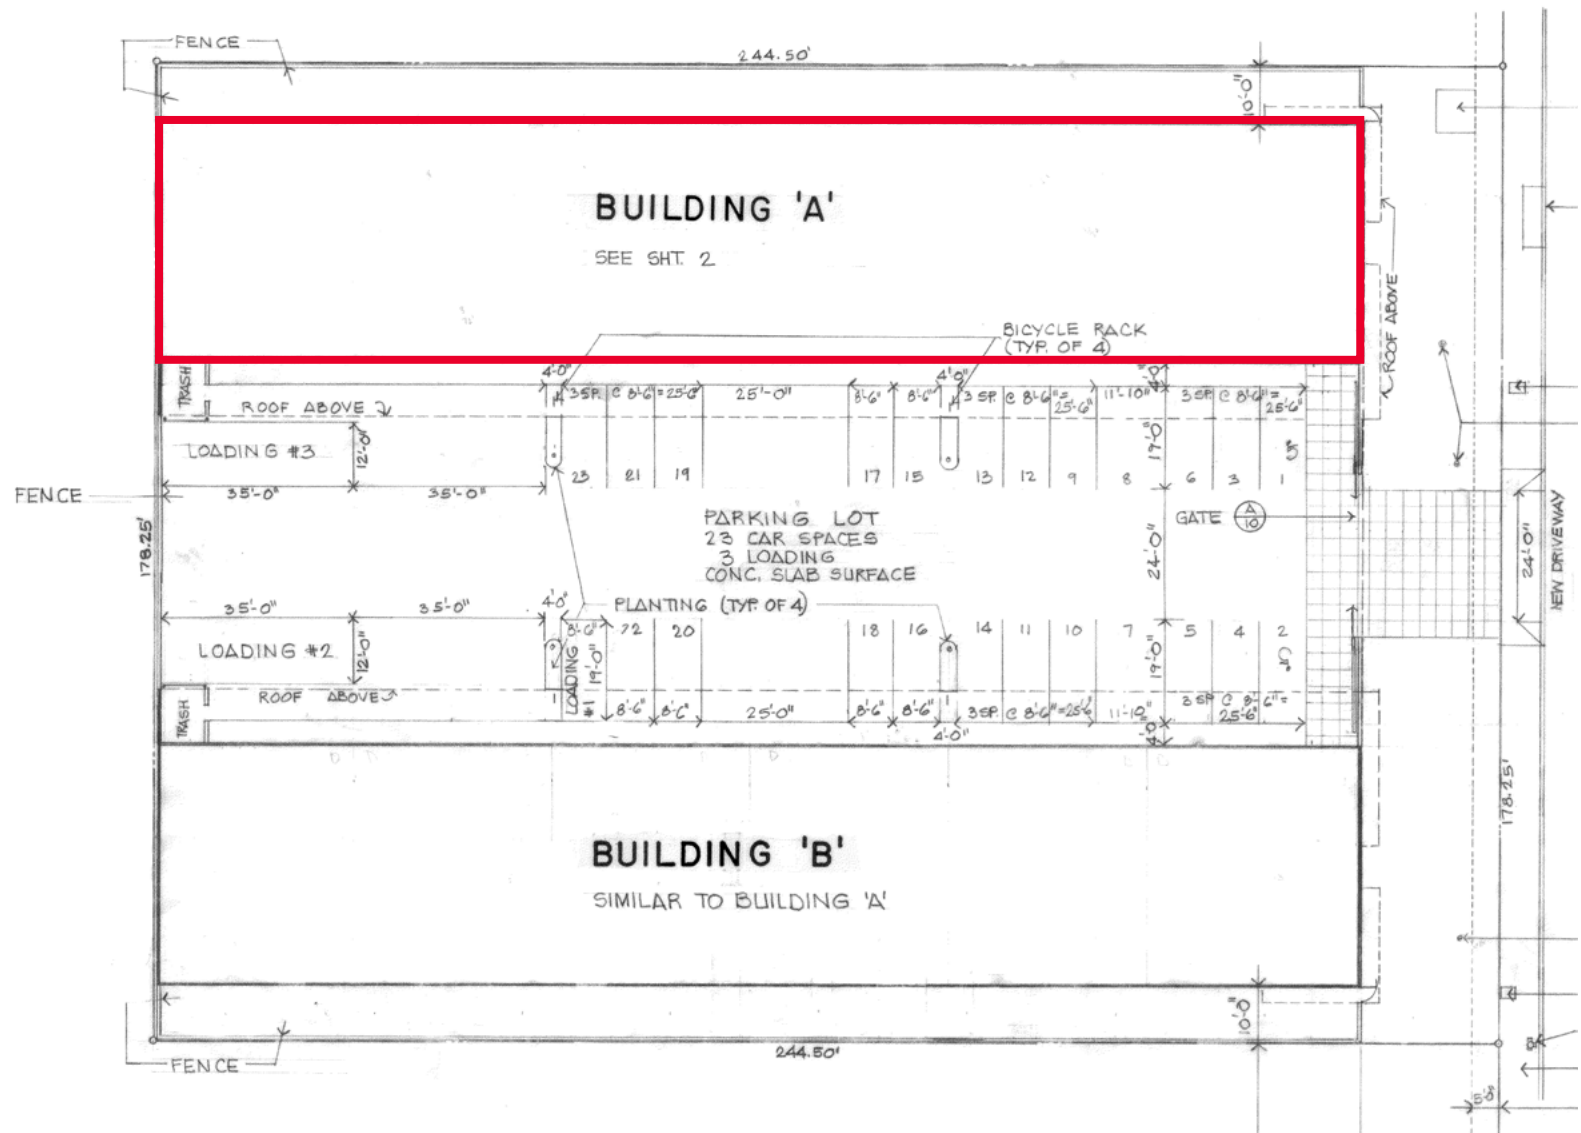 FENCE
244.50'
10'-0"
BUILDING 'A'
SEE SHT. 2
ROOF ABOVE
BICYCLE RACK
(TYP. OF 4)
TRASH
4'-0"
4'-0"
4'-0"
3 SP. @ 8'-6" = 25'-6"
25'-0"
8'-6"
8'-6"
3 SP. @ 8'-6" = 25'-6"
11'-10"
3 SP. @ 8'-6" = 25'-6"
ROOF ABOVE
LOADING #3
12'-0"
19'-0"
23 21 19 17 15 13 12 9 8 6 3 1
35'-0"
35'-0"
FENCE
PARKING LOT
23 CAR SPACES
3 LOADING
CONC. SLAB SURFACE
GATE A 10
178.25'
24'-0"
24'-0"
NEW DRIVEWAY
35'-0"
35'-0"
4'-0"
PLANTING (TYP. OF 4)
8'-6"
22 20 18 16 14 11 10 7 5 4 2
LOADING #2
12'-0"
LOADING #1
19'-0"
19'-0"
ROOF ABOVE
TRASH
8'-6"
8'-6"
25'-0"
8'-6"
8'-6"
4'-0"
3 SP. @ 8'-6" = 25'-6"
11'-10"
4'-0"
3 SP @ 8'-6" = 25'-6"
178.25'
BUILDING 'B'
SIMILAR TO BUILDING 'A'
10'-0
FENCE
244.50'
5'-0"